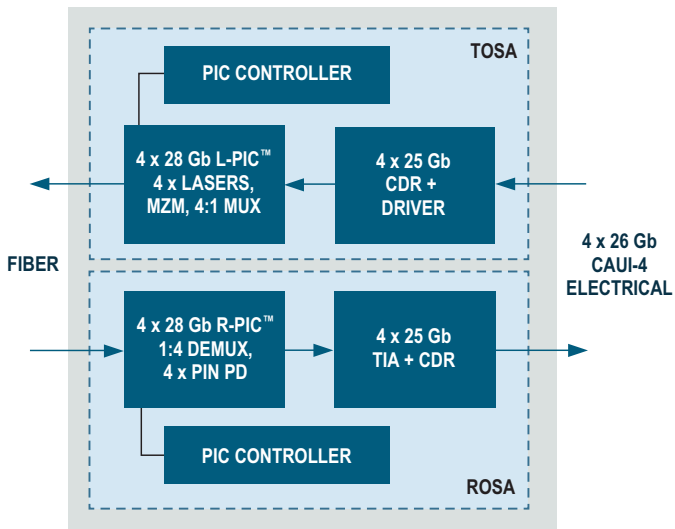 TOSA
PIC CONTROLLER
4 x 28 Gb L-PIC™
4 x LASERS,
MZM, 4:1 MUX
4 x 25 Gb
CDR +
DRIVER
FIBER
4 x 26 Gb
CAUI-4
ELECTRICAL
4 x 28 Gb R-PIC™
1:4 DEMUX,
4 x PIN PD
4 x 25 Gb
TIA + CDR
PIC CONTROLLER
ROSA